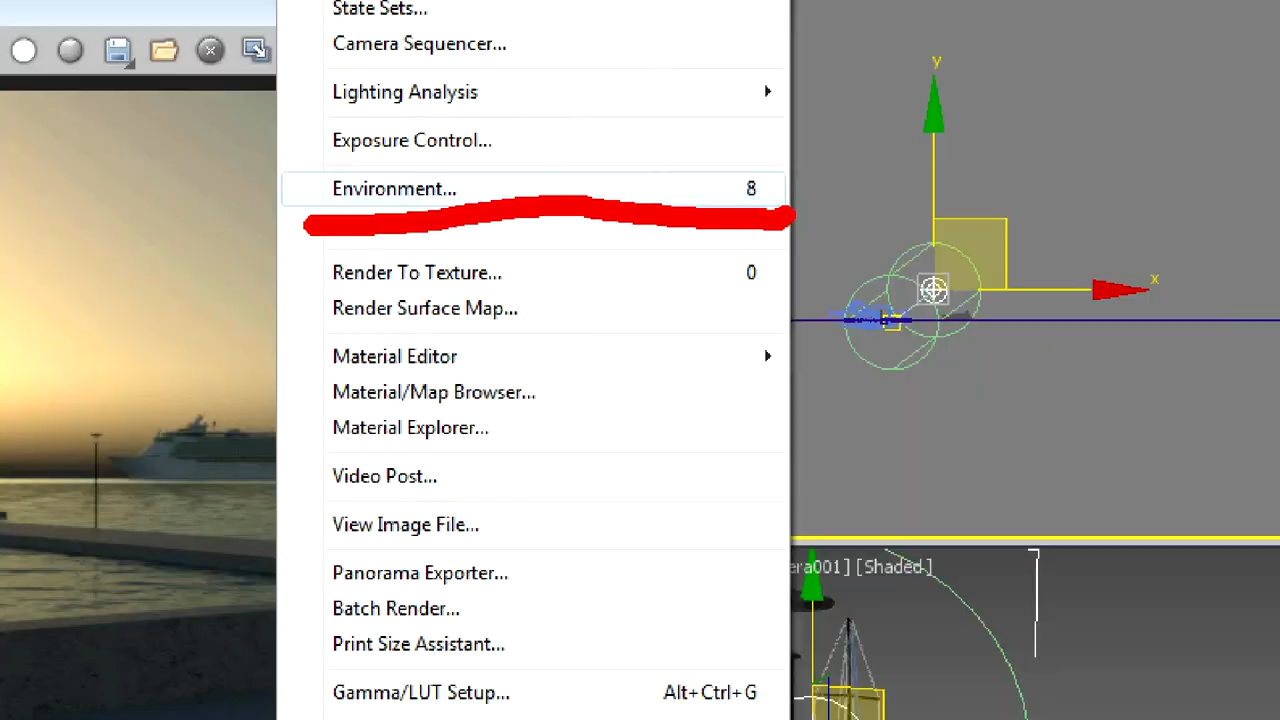 State Sets...
Camera Sequencer...
Lighting Analysis
Exposure Control...
Environment... 8
Render To Texture... 0
Render Surface Map...
Material Editor
Material/Map Browser...
Material Explorer...
Video Post...
View Image File...
Panorama Exporter...
Batch Render...
Print Size Assistant...
Gamma/LUT Setup... Alt+Ctrl+G
y
x
era001] [Shaded]